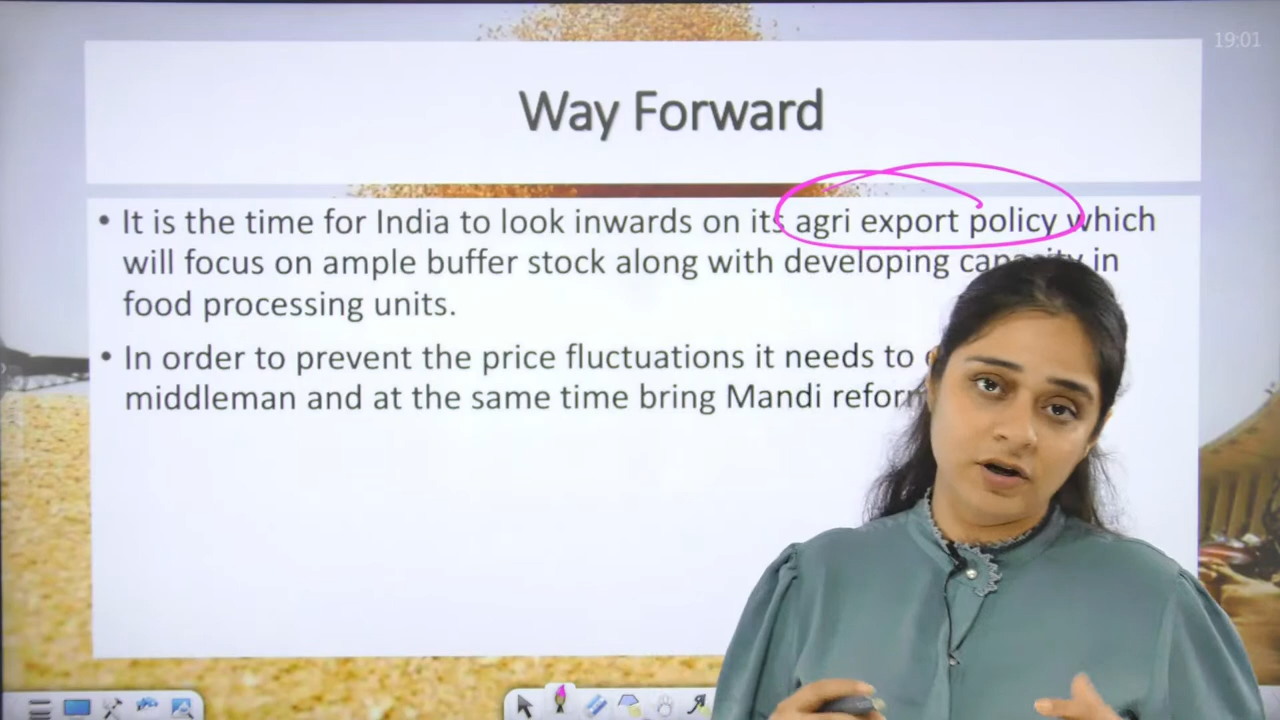 19:01
Way Forward
• It is the time for India to look inwards on its agri export policy which
will focus on ample buffer stock along with developing capacity in
food processing units.
• In order to prevent the price fluctuations it needs to
middleman and at the same time bring Mandi